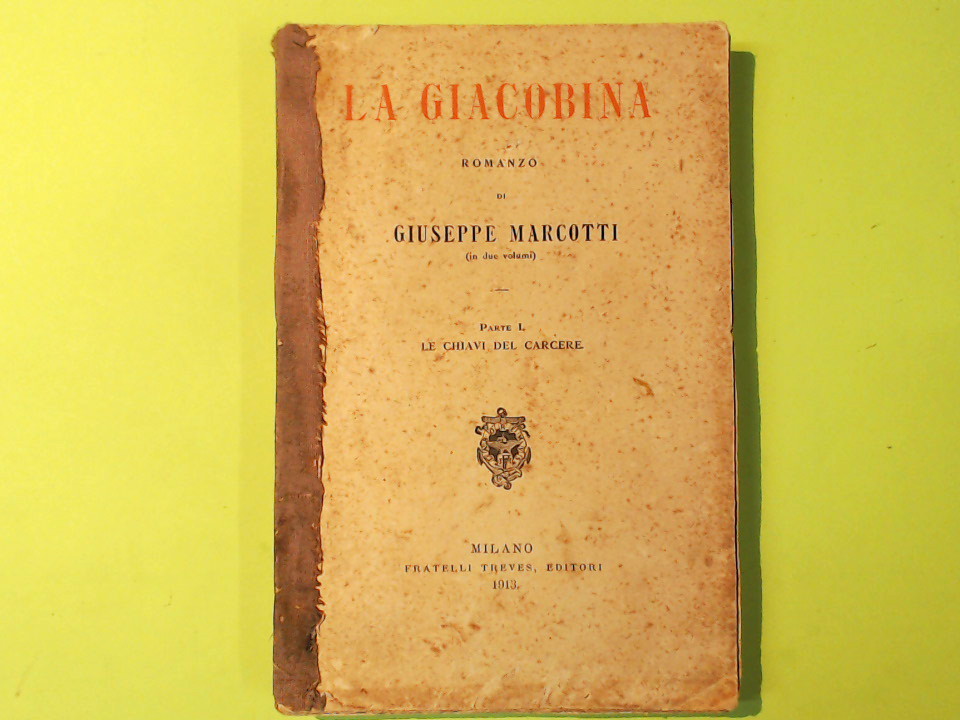 LA GIACOBINA
ROMANZO
DI
GIUSEPPE MARCOTTI
(in due volumi)
PARTE I.
LE CHIAVI DEL CARCERE.
MILANO
FRATELLI TREVES, EDITORI
1913.